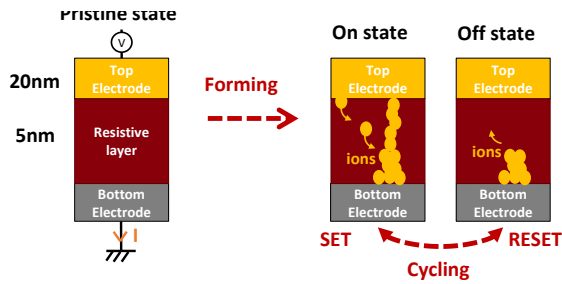 Pristine state
V
20nm
Top
Electrode
5nm
Resistive
layer
Bottom
Electrode
I
Forming
On state
Top
Electrode
ions
Bottom
Electrode
SET
Off state
Top
Electrode
ions
Bottom
Electrode
RESET
Cycling